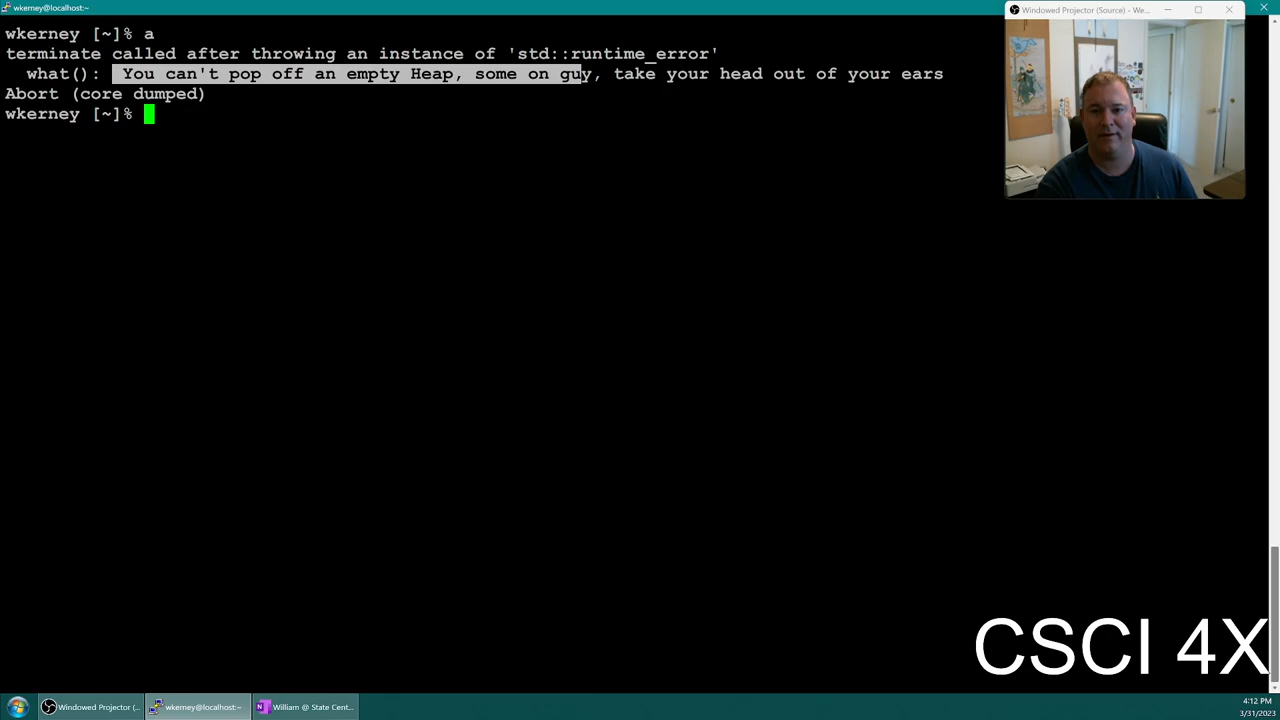 wkerney@localhost:~
Windowed Projector (Source) - We...
wkerney [~]% a
terminate called after throwing an instance of 'std::runtime_error'
what(): You can't pop off an empty Heap, some on guy, take your head out of your ears
Abort (core dumped)
wkerney [~]%
CSCI 4X
Windowed Projector (...
wkerney@localhost:~
William @ State Cent...
4:12 PM
3/31/2023